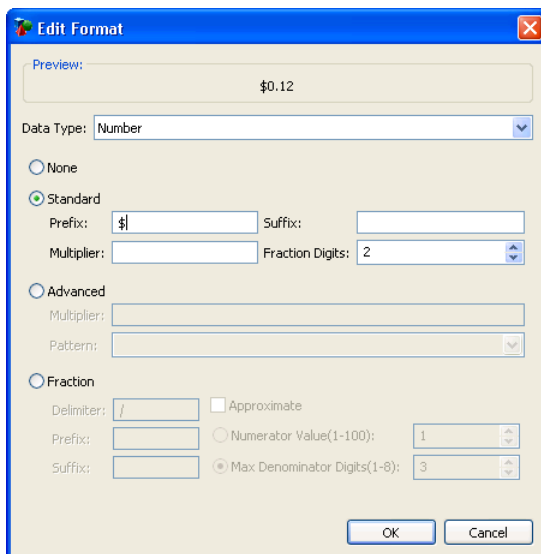 Edit Format
Preview:
$0.12
Data Type: Number
None
Standard
Prefix: $ Suffix:
Multiplier: Fraction Digits: 2
Advanced
Multiplier:
Pattern:
Fraction
Delimiter: / Approximate
Prefix: Numerator Value(1-100): 1
Suffix: Max Denominator Digits(1-8): 3
OK Cancel